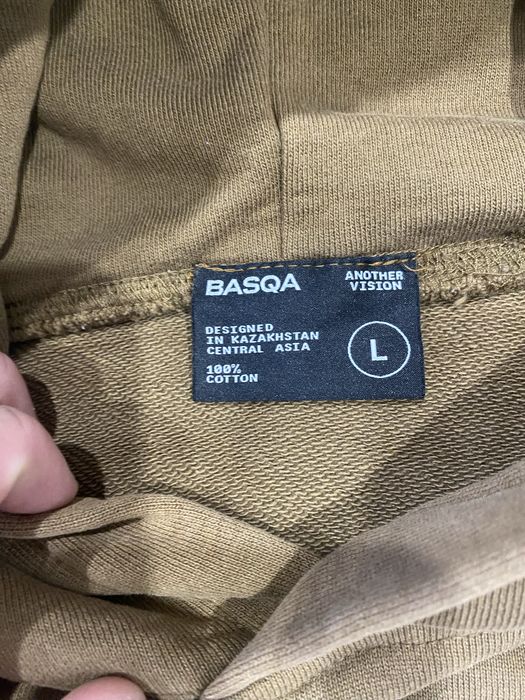 BASQA
ANOTHER
VISION
DESIGNED
IN KAZAKHSTAN
CENTRAL ASIA
L
100%
COTTON